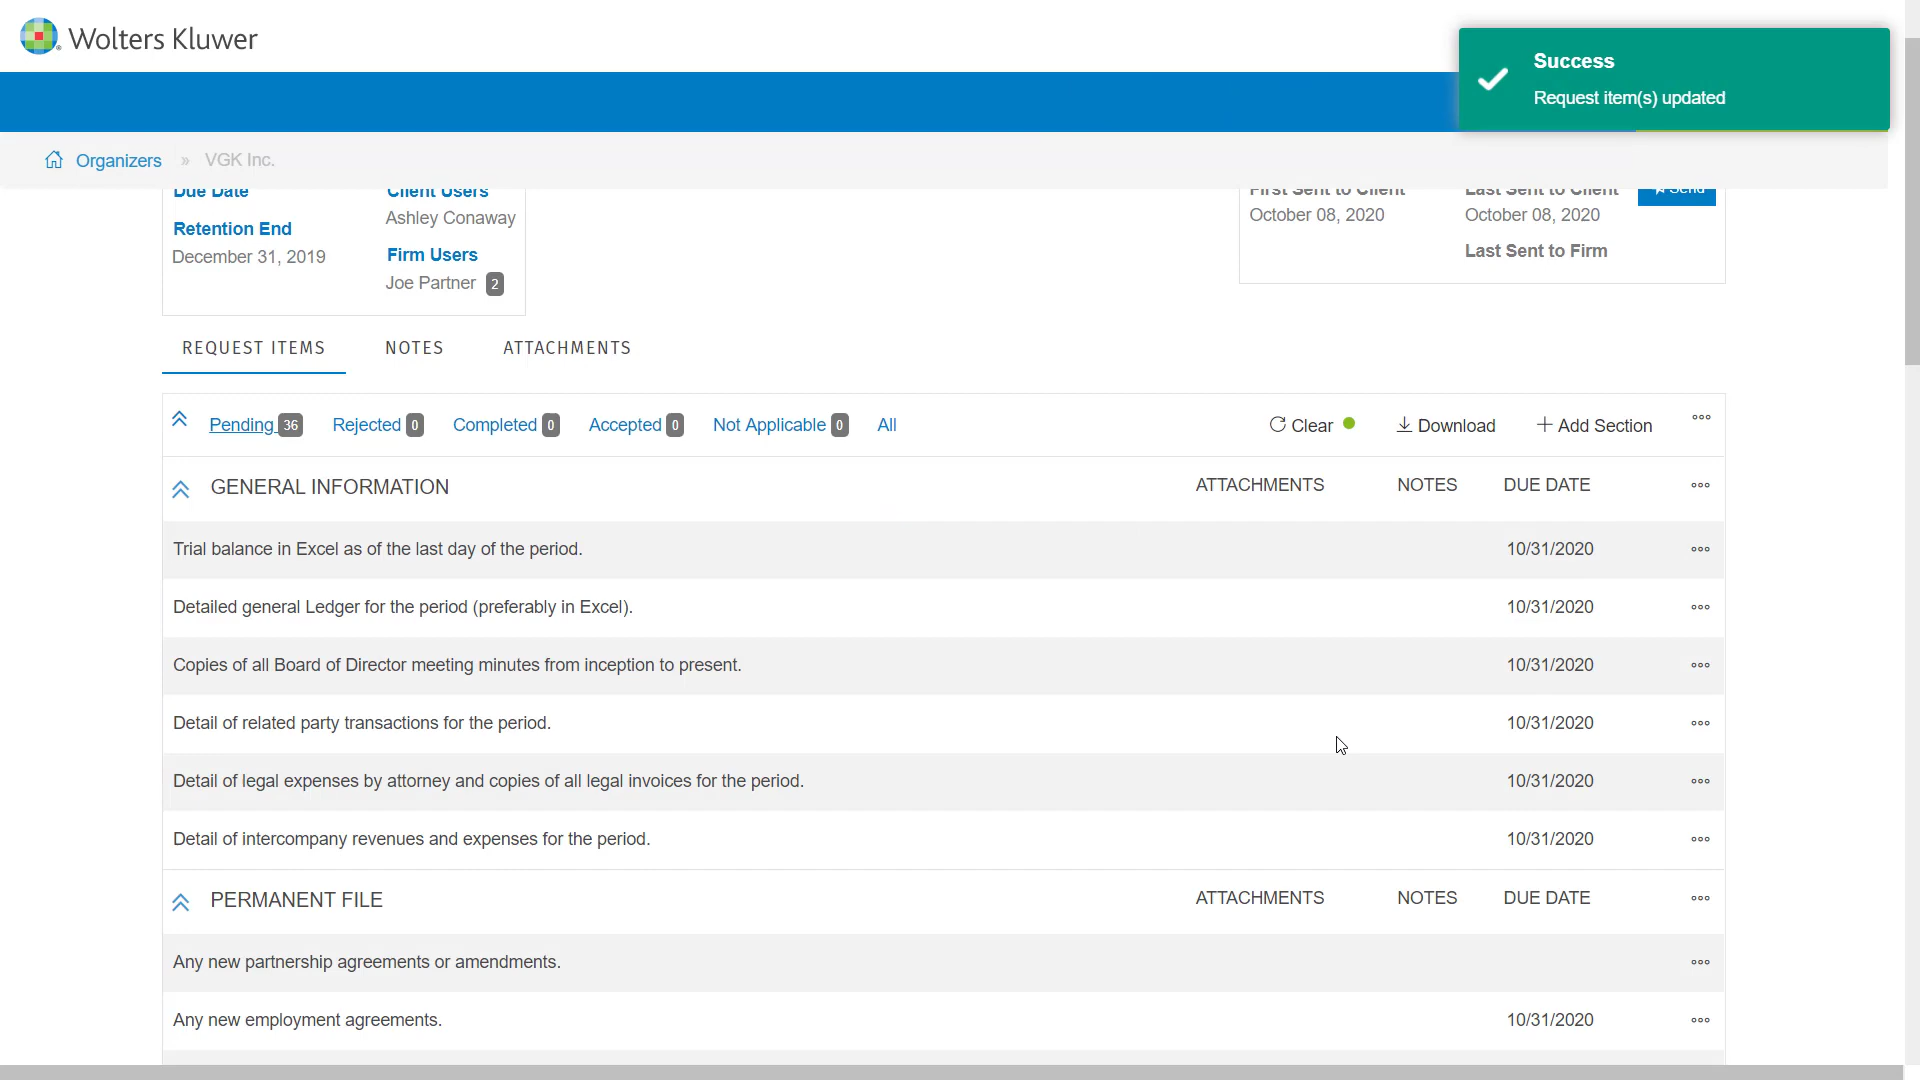 Wolters Kluwer
Success
Request item(s) updated
Organizers » VGK Inc.
Due Date
Client Users
Ashley Conaway
Retention End
December 31, 2019
Firm Users
Joe Partner 2
First Sent to Client
October 08, 2020
Last Sent to Client
October 08, 2020
Last Sent to Firm
Send
REQUEST ITEMS NOTES ATTACHMENTS
Pending 36 Rejected 0 Completed 0 Accepted 0 Not Applicable 0 All Clear Download + Add Section
GENERAL INFORMATION ATTACHMENTS NOTES DUE DATE
Trial balance in Excel as of the last day of the period. 10/31/2020
Detailed general Ledger for the period (preferably in Excel). 10/31/2020
Copies of all Board of Director meeting minutes from inception to present. 10/31/2020
Detail of related party transactions for the period. 10/31/2020
Detail of legal expenses by attorney and copies of all legal invoices for the period. 10/31/2020
Detail of intercompany revenues and expenses for the period. 10/31/2020
PERMANENT FILE ATTACHMENTS NOTES DUE DATE
Any new partnership agreements or amendments.
Any new employment agreements. 10/31/2020